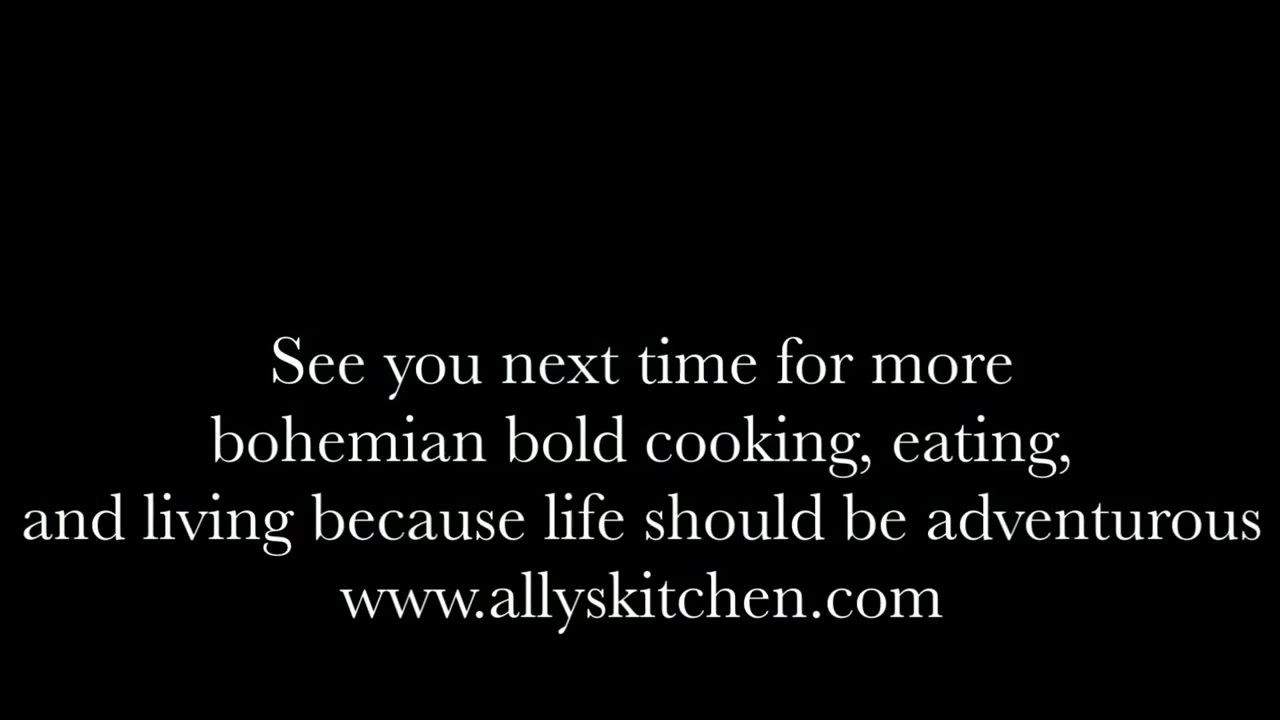 See you next time for more
bohemian bold cooking, eating,
and living because life should be adventurous
www.allyskitchen.com